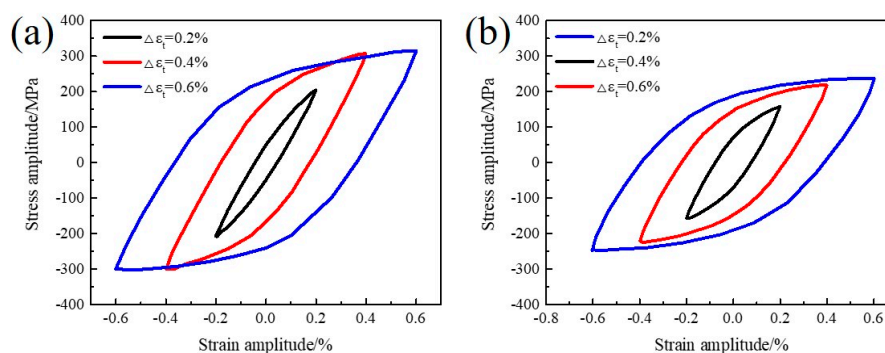 (a)
△εt=0.2%
△εt=0.4%
△εt=0.6%
Stress amplitude/MPa
400
300
200
100
0
-100
-200
-300
-400
-0.6 -0.4 -0.2 0.0 0.2 0.4 0.6
Strain amplitude/%
(b)
△εt=0.2%
△εt=0.4%
△εt=0.6%
Stress amplitude/MPa
400
300
200
100
0
-100
-200
-300
-400
-0.8 -0.6 -0.4 -0.2 0.0 0.2 0.4 0.6
Strain amplitude/%